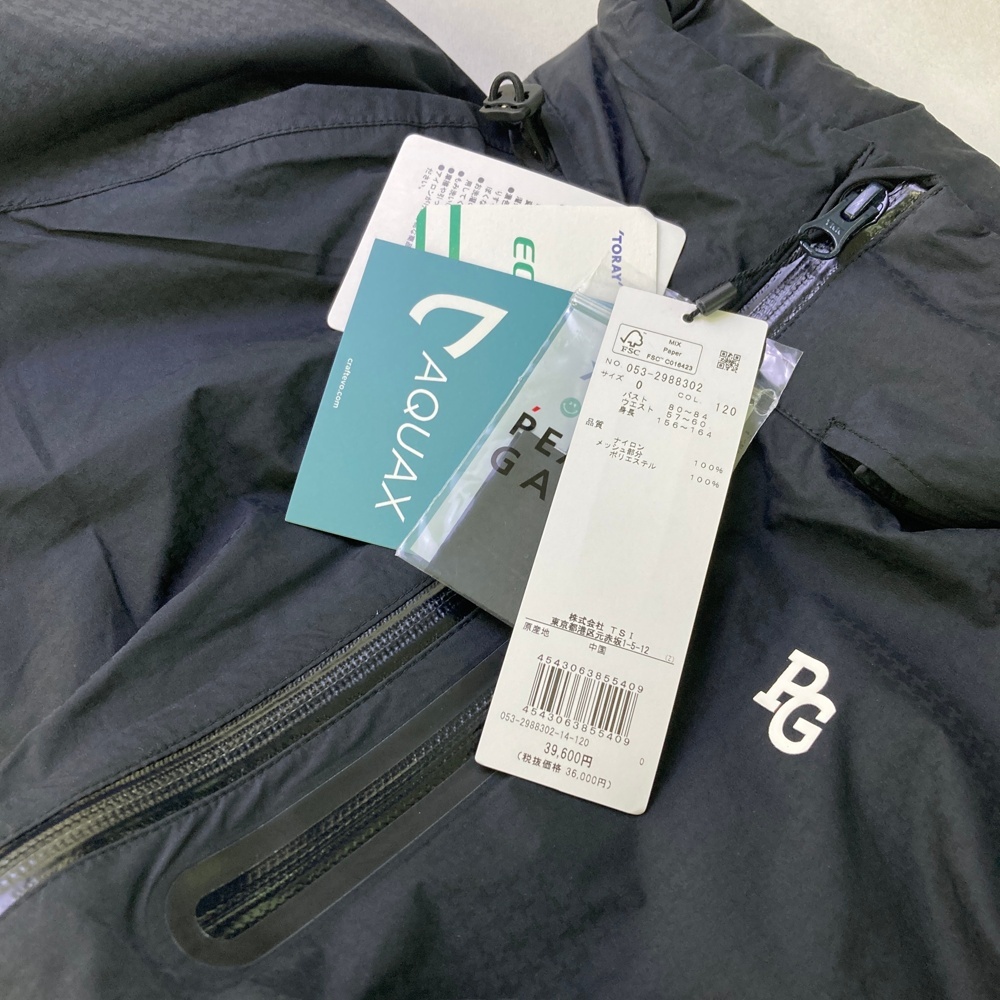 'TORAY
EC
AQUAX
craftevo.com
PEA
GA
FSC
MIX
Paper
FSC™ C016423
NO. 053-2988302
サイズ 0 COL. 120
バスト 80~84
ウエスト 57~60
身長 156~164
品質
ナイロン 100%
メッシュ部分
ポリエステル 100%
株式会社 TSI
東京都港区元赤坂1-5-12
原産地 中国
4543063855409
4543063855409
053-2988302-14-120
39,600円 0
(税抜価格 36,000円)
PG
YKK